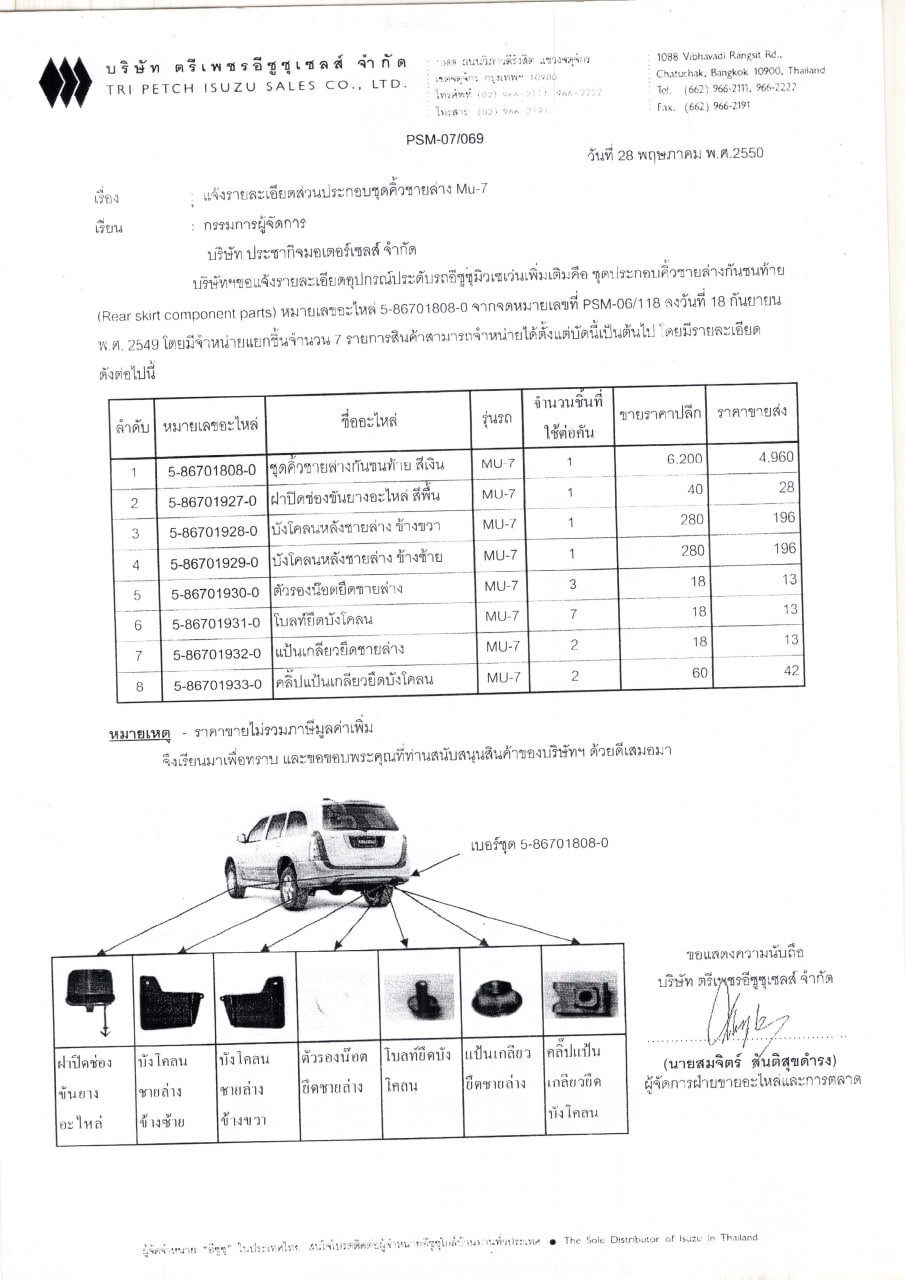 บริษัท ตรีเพชรอีซูซุเซลส์ จำกัด
TRI PETCH ISUZU SALES CO., LTD.
1088 ถนนวิภาวดีรังสิต แขวงจตุจักร
เขตจตุจักร กรุงเทพฯ 10900
โทรศัพท์ (02) 966-2111, 966-2222
โทรสาร (02) 966-2191
1088 Vibhavadi Rangsit Rd.,
Chatuchak, Bangkok 10900, Thailand
Tel. (662) 966-2111, 966-2222
Fax. (662) 966-2191
PSM-07/069
วันที่ 28 พฤษภาคม พ.ศ.2550
เรื่อง : แจ้งรายละเอียดส่วนประกอบชุดคิ้วชายล่าง Mu-7
เรียน : กรรมการผู้จัดการ
บริษัท ประชากิจมอเตอร์เซลส์ จำกัด
บริษัทฯขอแจ้งรายละเอียดอุปกรณ์ประดับรถอีซูซุมิวเซเว่นเพิ่มเติมคือ ชุดประกอบคิ้วชายล่างกันชนท้าย
(Rear skirt component parts) หมายเลขอะไหล่ 5-86701808-0 จากจดหมายเลขที่ PSM-06/118 ลงวันที่ 18 กันยายน
พ.ศ. 2549 โดยมีจำหน่ายแยกชิ้นจำนวน 7 รายการสินค้าสามารถจำหน่ายได้ตั้งแต่บัดนี้เป็นต้นไป โดยมีรายละเอียด
ดังต่อไปนี้
ลำดับ หมายเลขอะไหล่ ชื่ออะไหล่ รุ่นรถ จำนวนชิ้นที่ใช้ต่อคัน ขายราคาปลีก ราคาขายส่ง
1 5-86701808-0 ชุดคิ้วชายล่างกันชนท้าย สีเงิน MU-7 1 6,200 4,960
2 5-86701927-0 ฝาปิดช่องขันยางอะไหล่ สีพื้น MU-7 1 40 28
3 5-86701928-0 บังโคลนหลังชายล่าง ข้างขวา MU-7 1 280 196
4 5-86701929-0 บังโคลนหลังชายล่าง ข้างซ้าย MU-7 1 280 196
5 5-86701930-0 ตัวรองน๊อตยึดชายล่าง MU-7 3 18 13
6 5-86701931-0 โบลท์ยึดบังโคลน MU-7 7 18 13
7 5-86701932-0 แป้นเกลียวยึดชายล่าง MU-7 2 18 13
8 5-86701933-0 คลิ๊ปแป้นเกลียวยึดบังโคลน MU-7 2 60 42
หมายเหตุ - ราคาขายไม่รวมภาษีมูลค่าเพิ่ม
จึงเรียนมาเพื่อทราบ และขอขอบพระคุณที่ท่านสนับสนุนสินค้าของบริษัทฯ ด้วยดีเสมอมา
เบอร์ชุด 5-86701808-0
ISUZU
ฝาปิดช่อง
ขันยาง
อะไหล่
บังโคลน
ชายล่าง
ข้างซ้าย
บังโคลน
ชายล่าง
ข้างขวา
ตัวรองน๊อต
ยึดชายล่าง
โบลท์ยึดบัง
โคลน
แป้นเกลียว
ยึดชายล่าง
คลิ๊ปแป้น
เกลียวยึด
บังโคลน
ขอแสดงความนับถือ
บริษัท ตรีเพชรอีซูซุเซลส์ จำกัด
(นายสมจิตร์ สันติสุขดำรง)
ผู้จัดการฝ่ายขายอะไหล่และการตลาด
ผู้จัดจำหน่าย "อีซูซุ" ในประเทศไทย สนใจโปรดติดต่อผู้จำหน่ายอีซูซุใกล้บ้านท่านทั่วประเทศ ● The Sole Distributor of Isuzu in Thailand